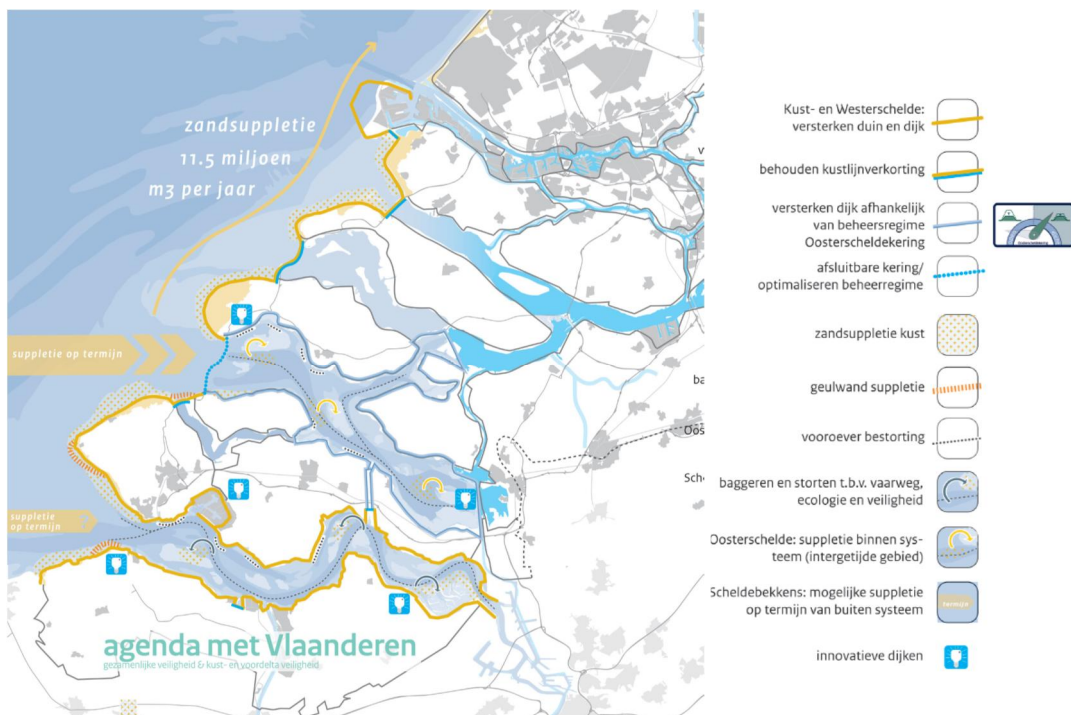 zandsuppletie
11.5 miljoen
m3 per jaar
suppletie op termijn
suppletie
op termijn
agenda met Vlaanderen
gezamenlijke veiligheid & kust- en voordelta veiligheid
v
ba
Oos
Sch
Kust- en Westerschelde:
versterken duin en dijk
behouden kustlijnverkorting
versterken dijk afhankelijk
van beheersregime
Oosterscheldekering
afsluitbare kering/
optimaliseren beheerregime
zandsuppletie kust
geulwand suppletie
vooroever bestorting
baggeren en storten t.b.v. vaarweg,
ecologie en veiligheid
Oosterschelde: suppletie binnen sys-
teem (intergetijde gebied)
Scheldebekkens: mogelijke suppletie
op termijn van buiten systeem
termijn
innovatieve dijken